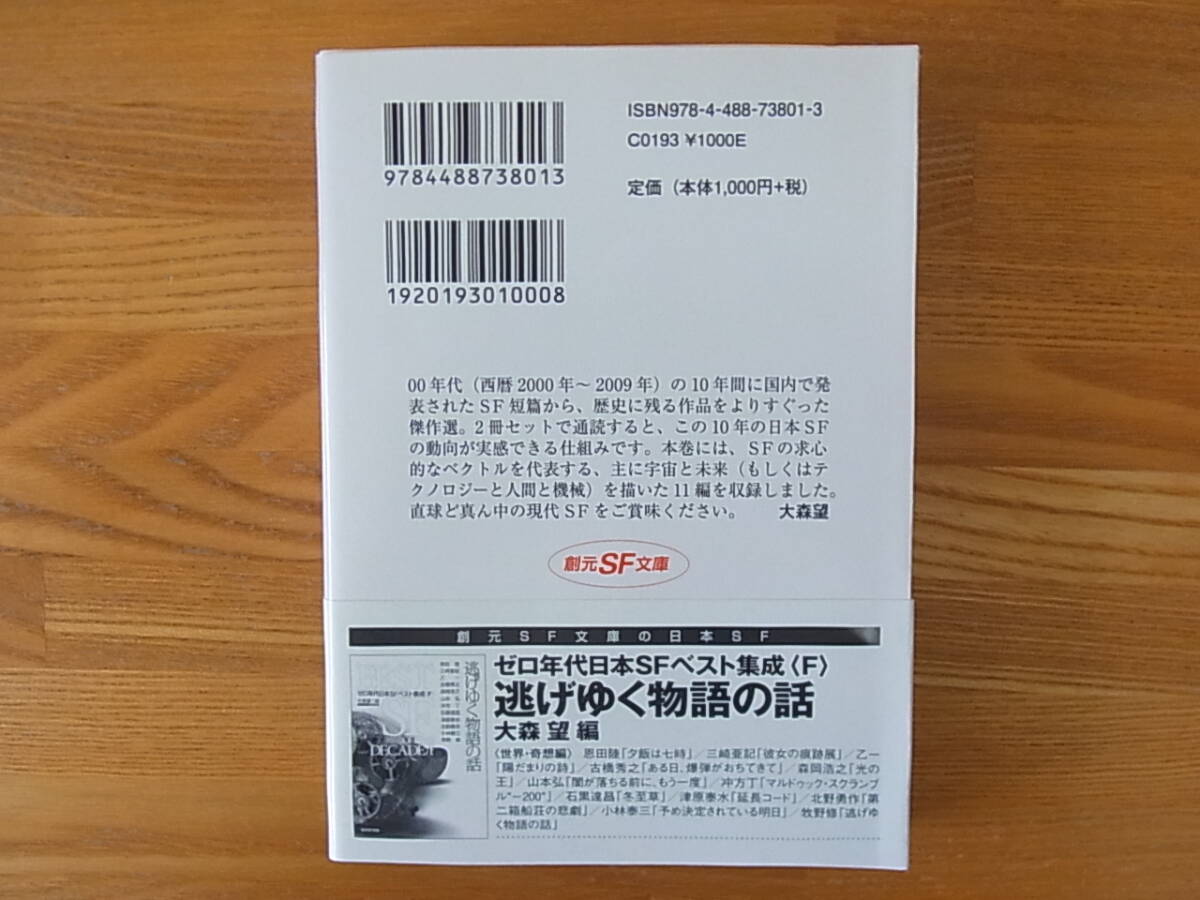 ISBN978-4-488-73801-3
C0193 ¥1000E
定価（本体1,000円+税）
9784488738013
1920193010008
00年代（西暦2000年〜2009年）の10年間に国内で発
表されたSF短篇から、歴史に残る作品をよりすぐった
傑作選。2冊セットで通読すると、この10年の日本SF
の動向が実感できる仕組みです。本巻には、SFの求心
的なベクトルを代表する、主に宇宙と未来（もしくはテ
クノロジーと人間と機械）を描いた11編を収録しました。
直球ど真ん中の現代SFをご賞味ください。　大森望
創元SF文庫
創元SF文庫の日本SF
ゼロ年代日本SFベスト集成〈F〉
逃げゆく物語の話
大森 望 編
〈世界・奇想編〉 恩田陸「夕飯は七時」／三崎亜記「彼女の痕跡展」／乙一
「陽だまりの詩」／古橋秀之「ある日、爆弾がおちてきて」／森岡浩之「光の
王」／山本弘「闇が落ちる前に、もう一度」／冲方丁「マルドゥック・スクランブ
ル"−200"」／石黒達昌「冬至草」／津原泰水「延長コード」／北野勇作「第
二箱船荘の悲劇」／小林泰三「予め決定されている明日」／牧野修「逃げゆ
く物語の話」
逃げゆく物語の話
ゼロ年代日本SFベスト集成 F
DECADE